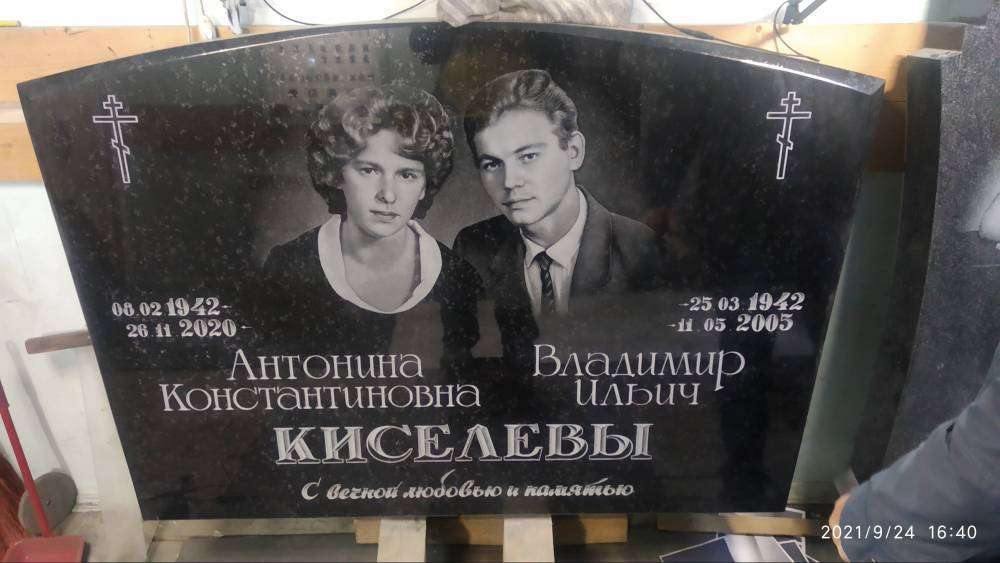 08.02 1942
26.11 2020
25.03 1942
11.05.2005
Антонина
Константиновна
Владимир
Ильич
КИСЕЛЕВЫ
С вечной любовью и памятью
2021/9/24 16:40